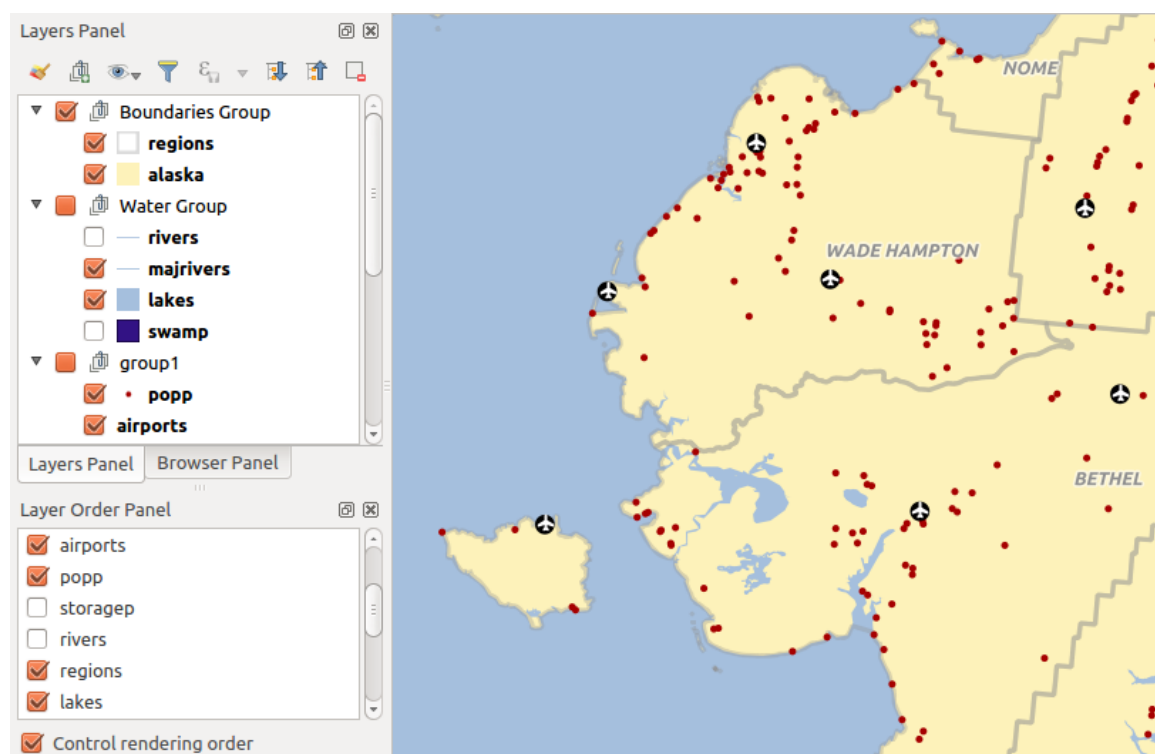 Layers Panel
Boundaries Group
regions
alaska
Water Group
rivers
majrivers
lakes
swamp
group1
popp
airports
Layers Panel
Browser Panel
Layer Order Panel
airports
popp
storagep
rivers
regions
lakes
Control rendering order
NOME
WADE HAMPTON
BETHEL